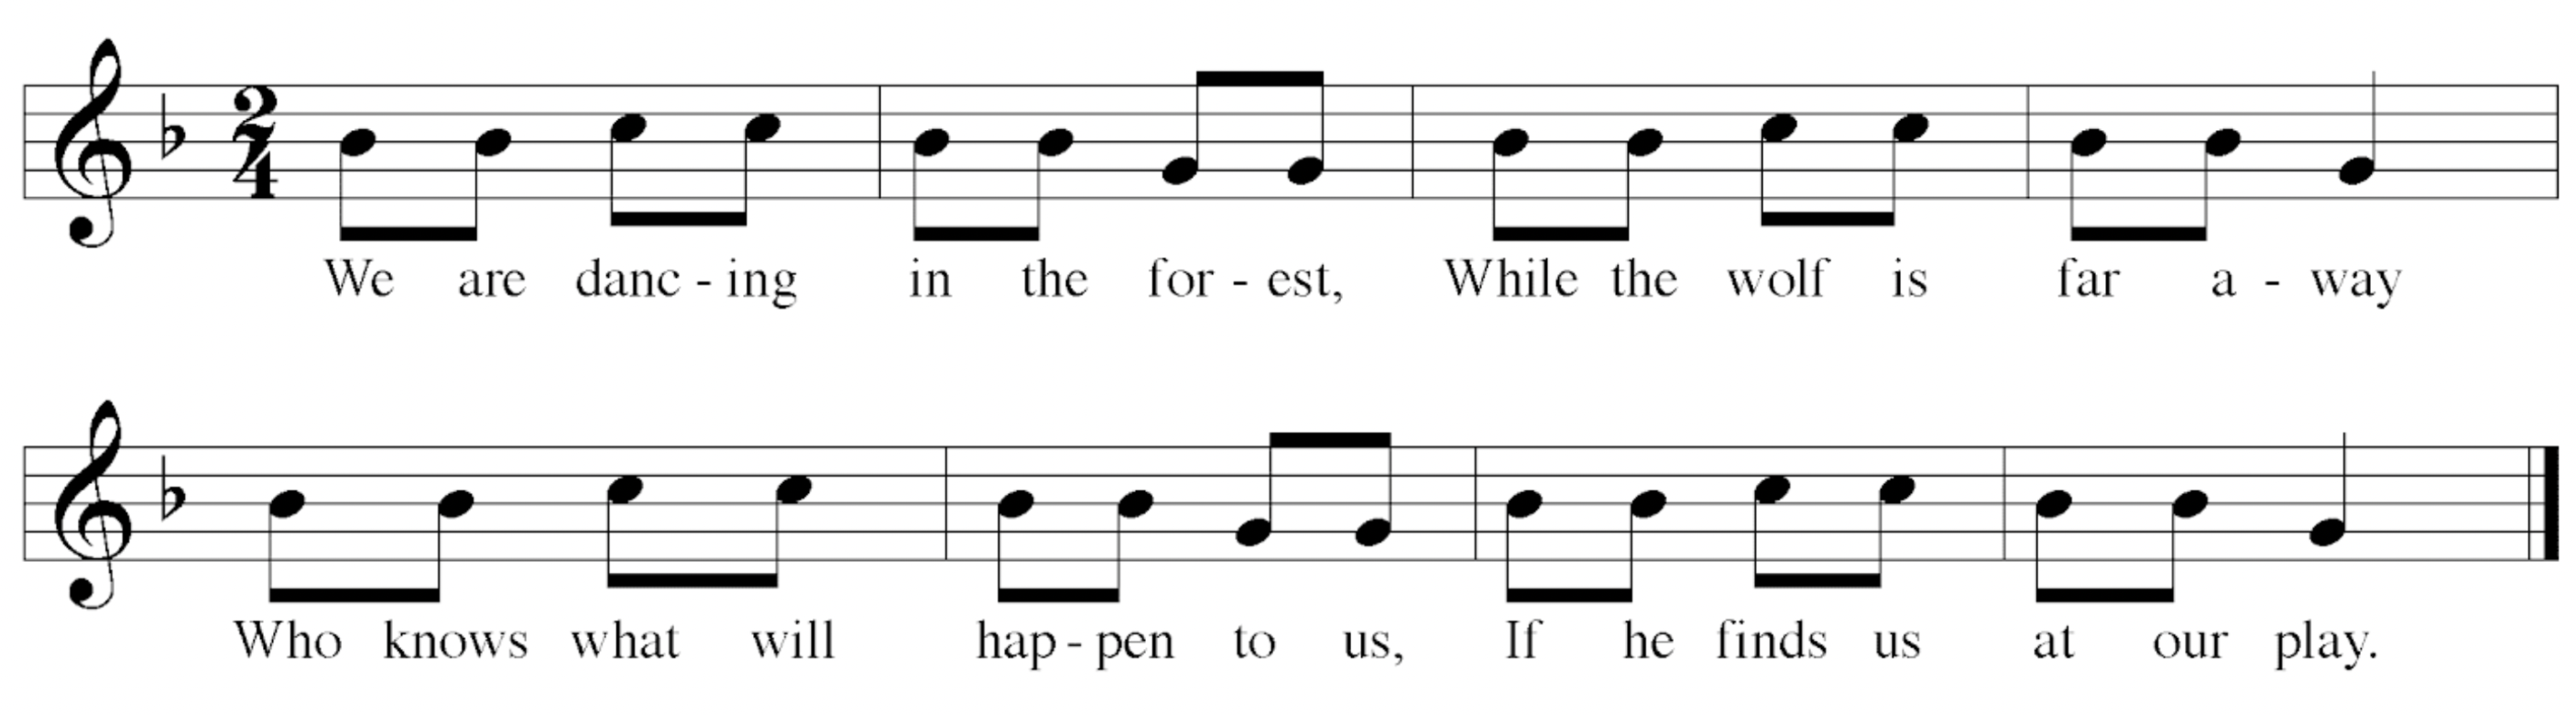 2
4
We are danc - ing in the for - est, While the wolf is far a - way
Who knows what will hap - pen to us, If he finds us at our play.